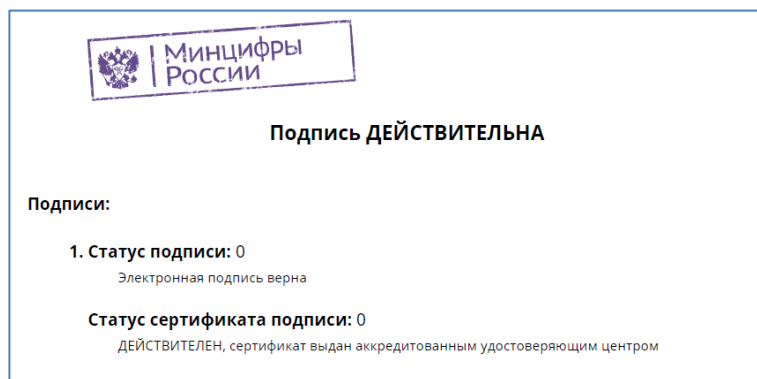 Минцифры
России
Подпись ДЕЙСТВИТЕЛЬНА
Подписи:
1. Статус подписи: 0
Электронная подпись верна
Статус сертификата подписи: 0
ДЕЙСТВИТЕЛЕН, сертификат выдан аккредитованным удостоверяющим центром